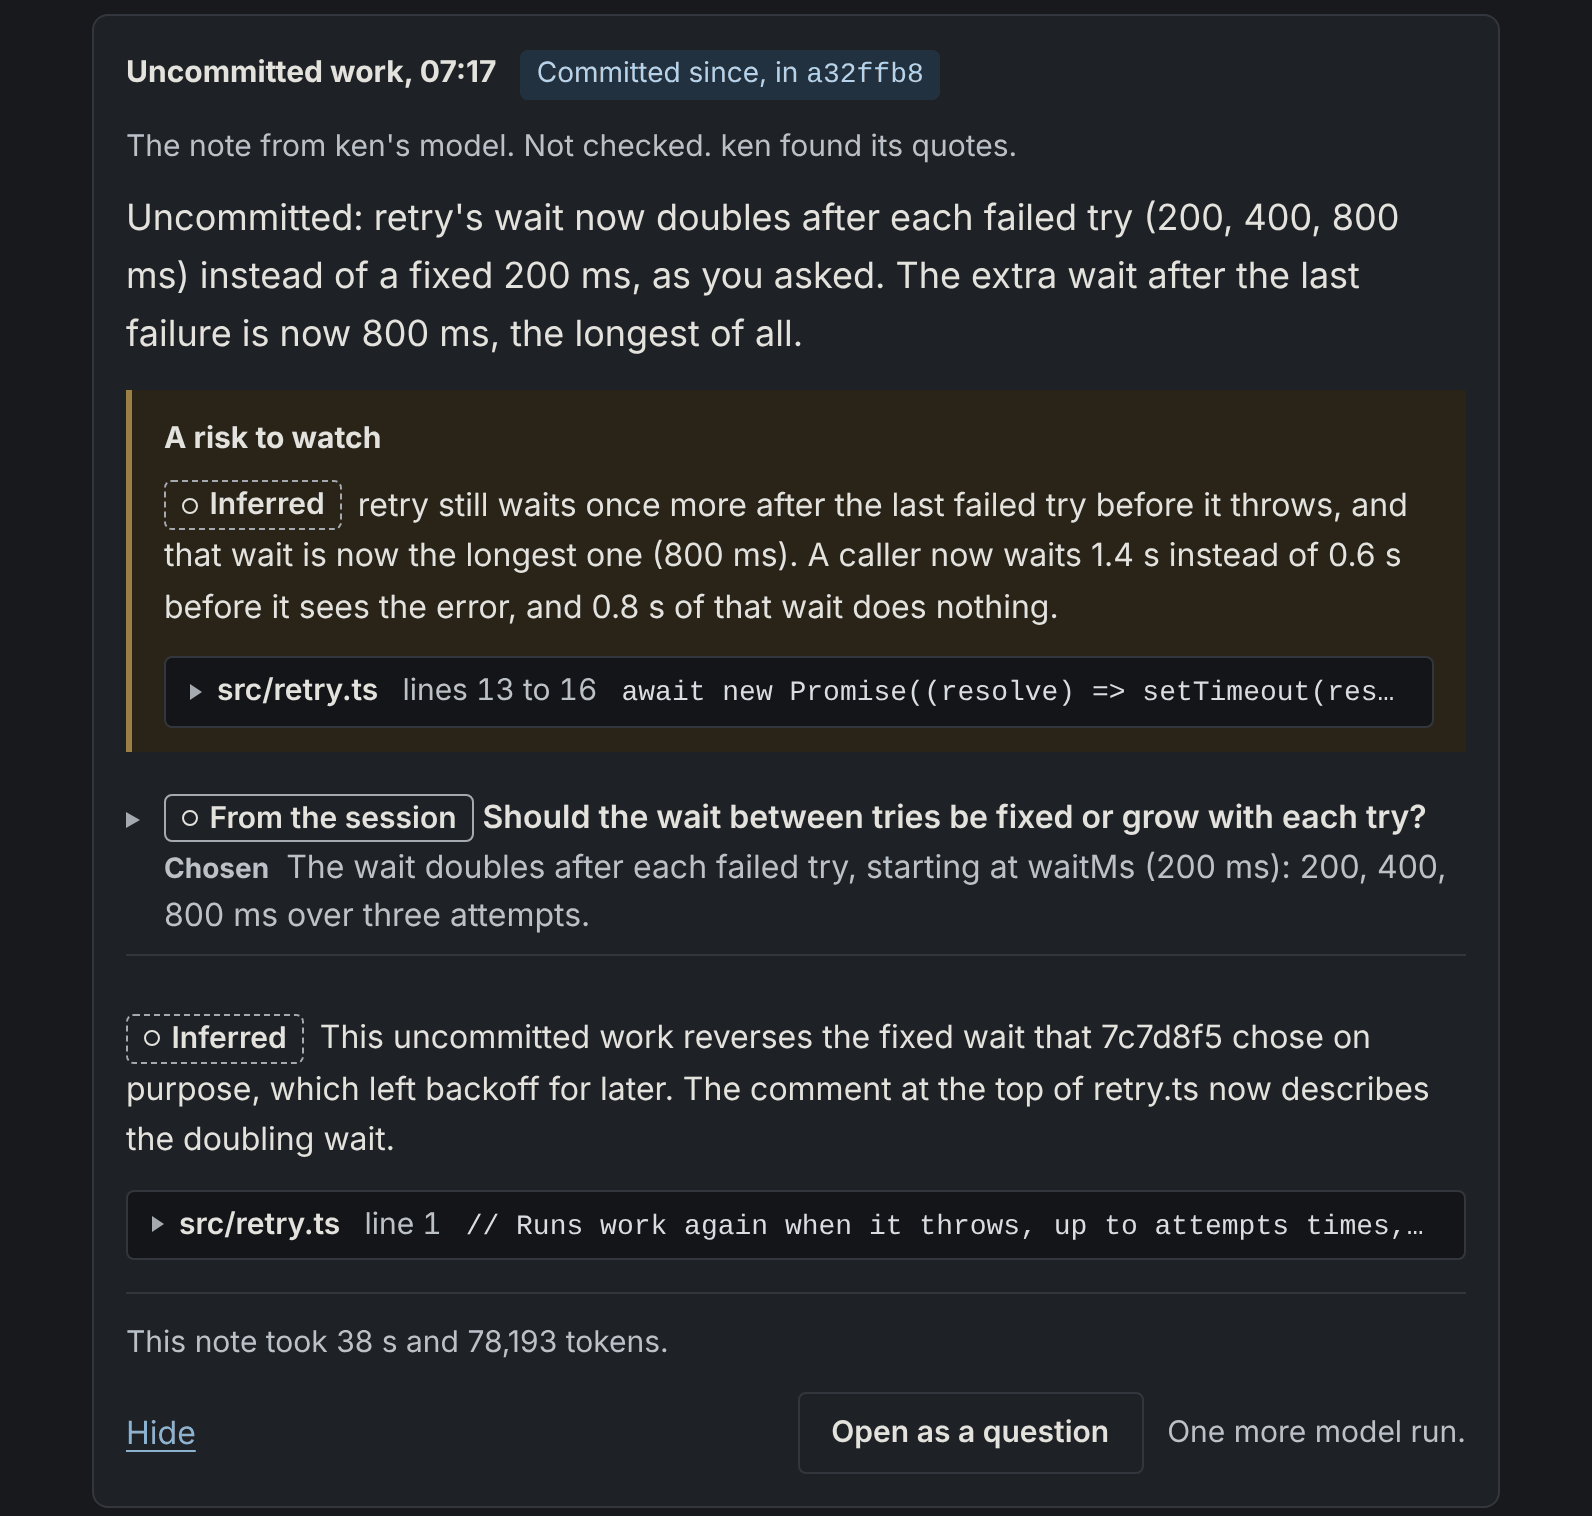 Uncommitted work, 07:17 Committed since, in a32ffb8
The note from ken's model. Not checked. ken found its quotes.
Uncommitted: retry's wait now doubles after each failed try (200, 400, 800
ms) instead of a fixed 200 ms, as you asked. The extra wait after the last
failure is now 800 ms, the longest of all.
A risk to watch
Inferred retry still waits once more after the last failed try before it throws, and
that wait is now the longest one (800 ms). A caller now waits 1.4 s instead of 0.6 s
before it sees the error, and 0.8 s of that wait does nothing.
src/retry.ts lines 13 to 16 await new Promise((resolve) => setTimeout(res…
From the session Should the wait between tries be fixed or grow with each try?
Chosen The wait doubles after each failed try, starting at waitMs (200 ms): 200, 400,
800 ms over three attempts.
Inferred This uncommitted work reverses the fixed wait that 7c7d8f5 chose on
purpose, which left backoff for later. The comment at the top of retry.ts now describes
the doubling wait.
src/retry.ts line 1 // Runs work again when it throws, up to attempts times,…
This note took 38 s and 78,193 tokens.
Hide Open as a question One more model run.